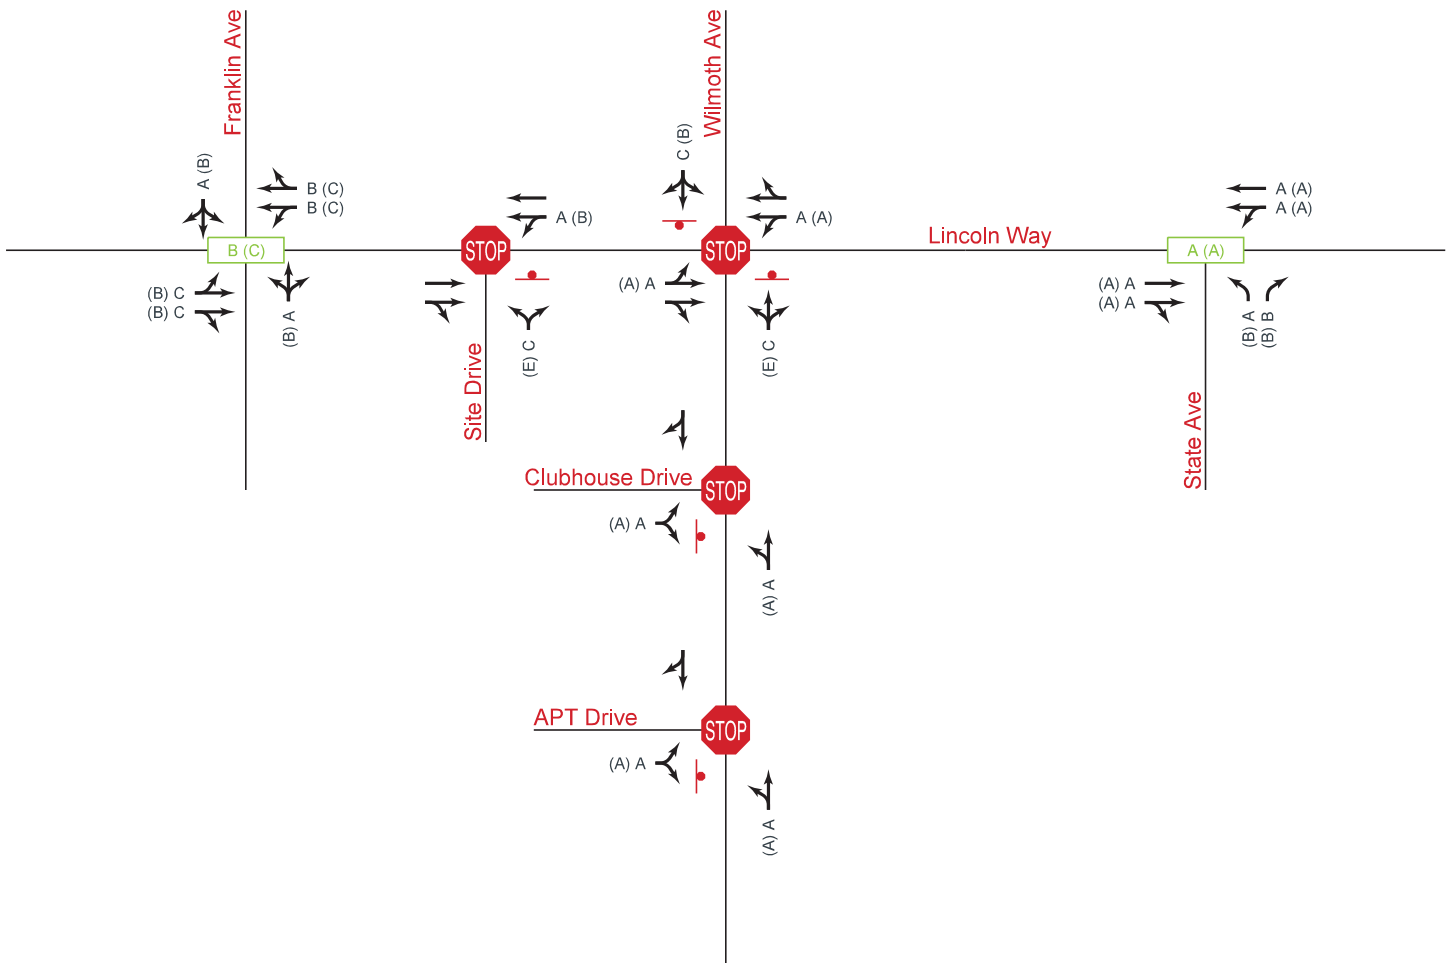 Franklin Ave
Wilmoth Ave
A (B)
B (C)
B (C)
B (C)
(B) C
(B) C
(B) A
STOP
A (B)
(E) C
Site Drive
C (B)
STOP
A (A)
(A) A
(E) C
Lincoln Way
A (A)
A (A)
A (A)
(A) A
(A) A
(B) A
(B) B
State Ave
Clubhouse Drive
STOP
(A) A
(A) A
APT Drive
STOP
(A) A
(A) A